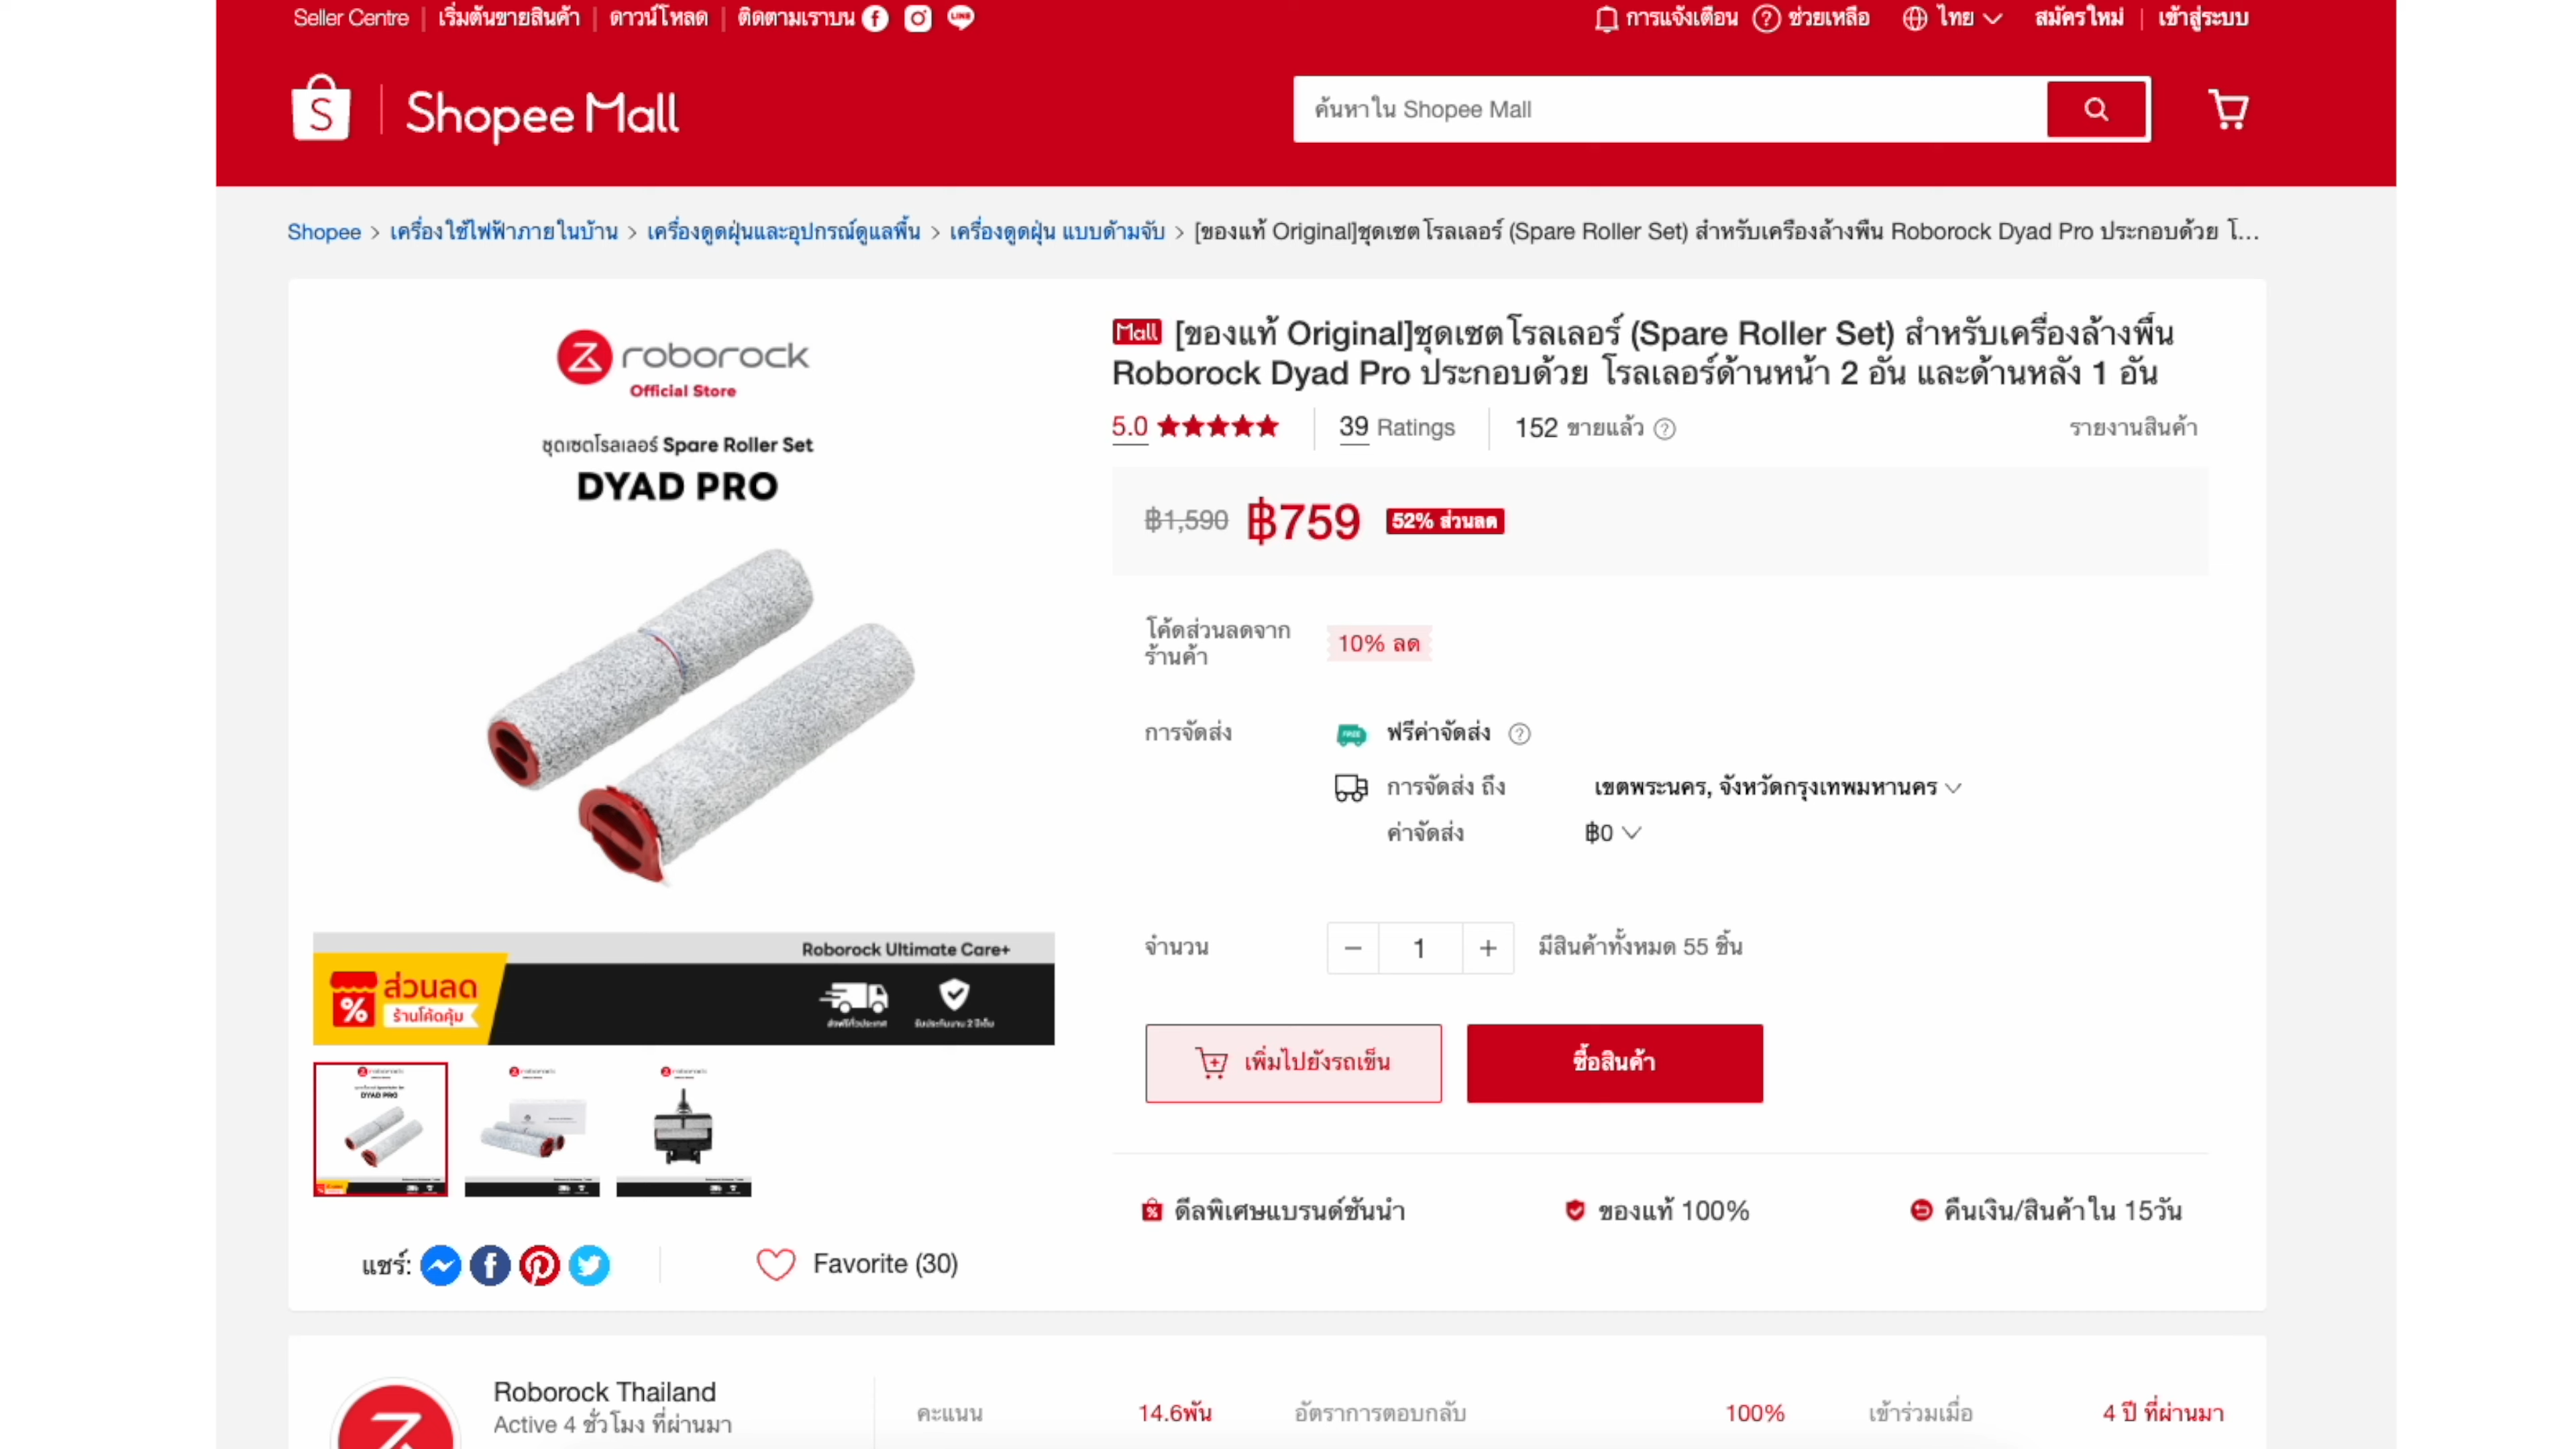 Seller Centre | เริ่มต้นขายสินค้า | ดาวน์โหลด | ติดตามเราบน
การแจ้งเตือน ช่วยเหลือ ไทย สมัครใหม่ | เข้าสู่ระบบ
Shopee Mall
ค้นหาใน Shopee Mall
Shopee > เครื่องใช้ไฟฟ้าภายในบ้าน > เครื่องดูดฝุ่นและอุปกรณ์ดูแลพื้น > เครื่องดูดฝุ่น แบบด้ามจับ > [ของแท้ Original]ชุดเซตโรลเลอร์ (Spare Roller Set) สำหรับเครื่องล้างพื้น Roborock Dyad Pro ประกอบด้วย โ...
roborock
Official Store
ชุดเซตโรลเลอร์ Spare Roller Set
DYAD PRO
Roborock Ultimate Care+
ส่วนลด
ร้านโค้ดคุ้ม
ส่งฟรีทั่วประเทศ
รับประกันนาน 2 ปีเต็ม
แชร์:
Favorite (30)
Mall [ของแท้ Original]ชุดเซตโรลเลอร์ (Spare Roller Set) สำหรับเครื่องล้างพื้น
Roborock Dyad Pro ประกอบด้วย โรลเลอร์ด้านหน้า 2 อัน และด้านหลัง 1 อัน
5.0 39 Ratings 152 ขายแล้ว รายงานสินค้า
฿1,590 ฿759 52% ส่วนลด
โค้ดส่วนลดจาก
ร้านค้า
10% ลด
การจัดส่ง ฟรีค่าจัดส่ง
การจัดส่ง ถึง เขตพระนคร, จังหวัดกรุงเทพมหานคร
ค่าจัดส่ง ฿0
จำนวน 1 มีสินค้าทั้งหมด 55 ชิ้น
เพิ่มไปยังรถเข็น ซื้อสินค้า
ดีลพิเศษแบรนด์ชั้นนำ ของแท้ 100% คืนเงิน/สินค้าใน 15วัน
Roborock Thailand
Active 4 ชั่วโมง ที่ผ่านมา
คะแนน 14.6พัน อัตราการตอบกลับ 100% เข้าร่วมเมื่อ 4 ปี ที่ผ่านมา